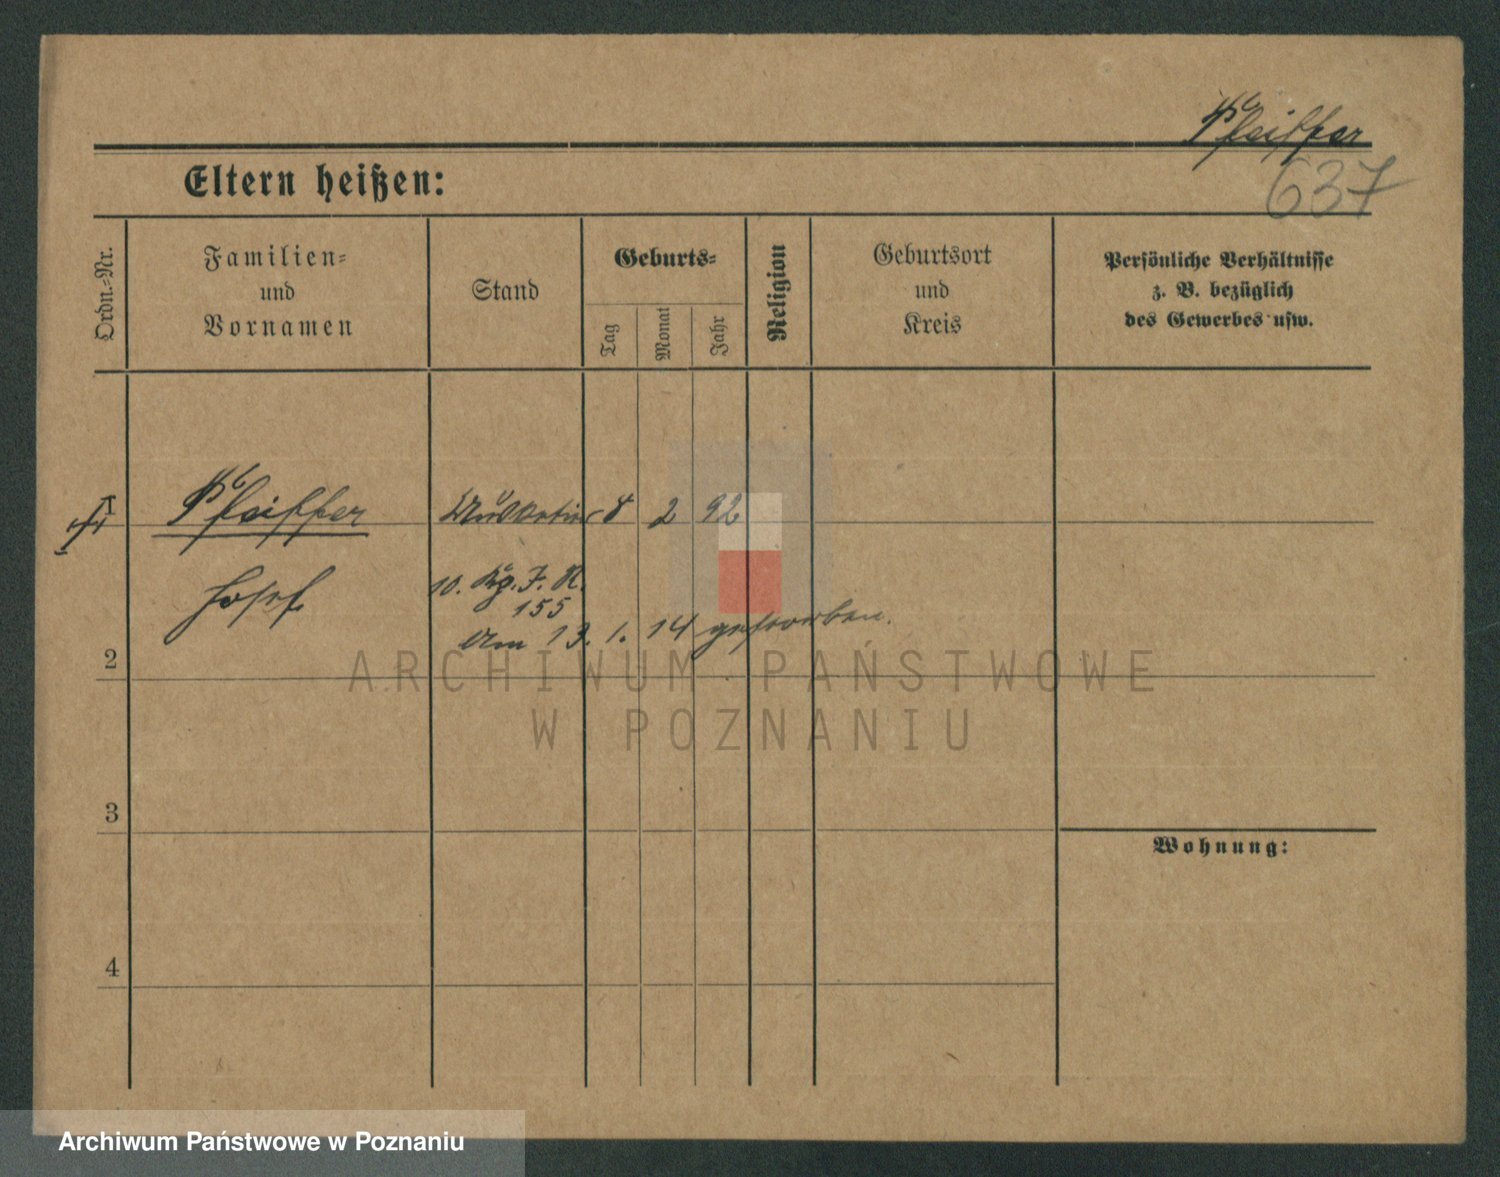 Pfeiffer
637
Eltern heißen:
Ordn.-Nr.
Familien-
und
Vornamen
Stand
Geburts-
Tag
Monat
Jahr
Religion
Geburtsort
und
Kreis
Persönliche Verhältnisse
z. B. bezüglich
des Gewerbes usw.
1 Pfeiffer Musketier 8 2 92
Josef 10. Kg. J. R.
155
am 13. 1. 14 gestorben.
2
ARCHIWUM PAŃSTWOWE
W POZNANIU
3
Wohnung:
4
Archiwum Państwowe w Poznaniu